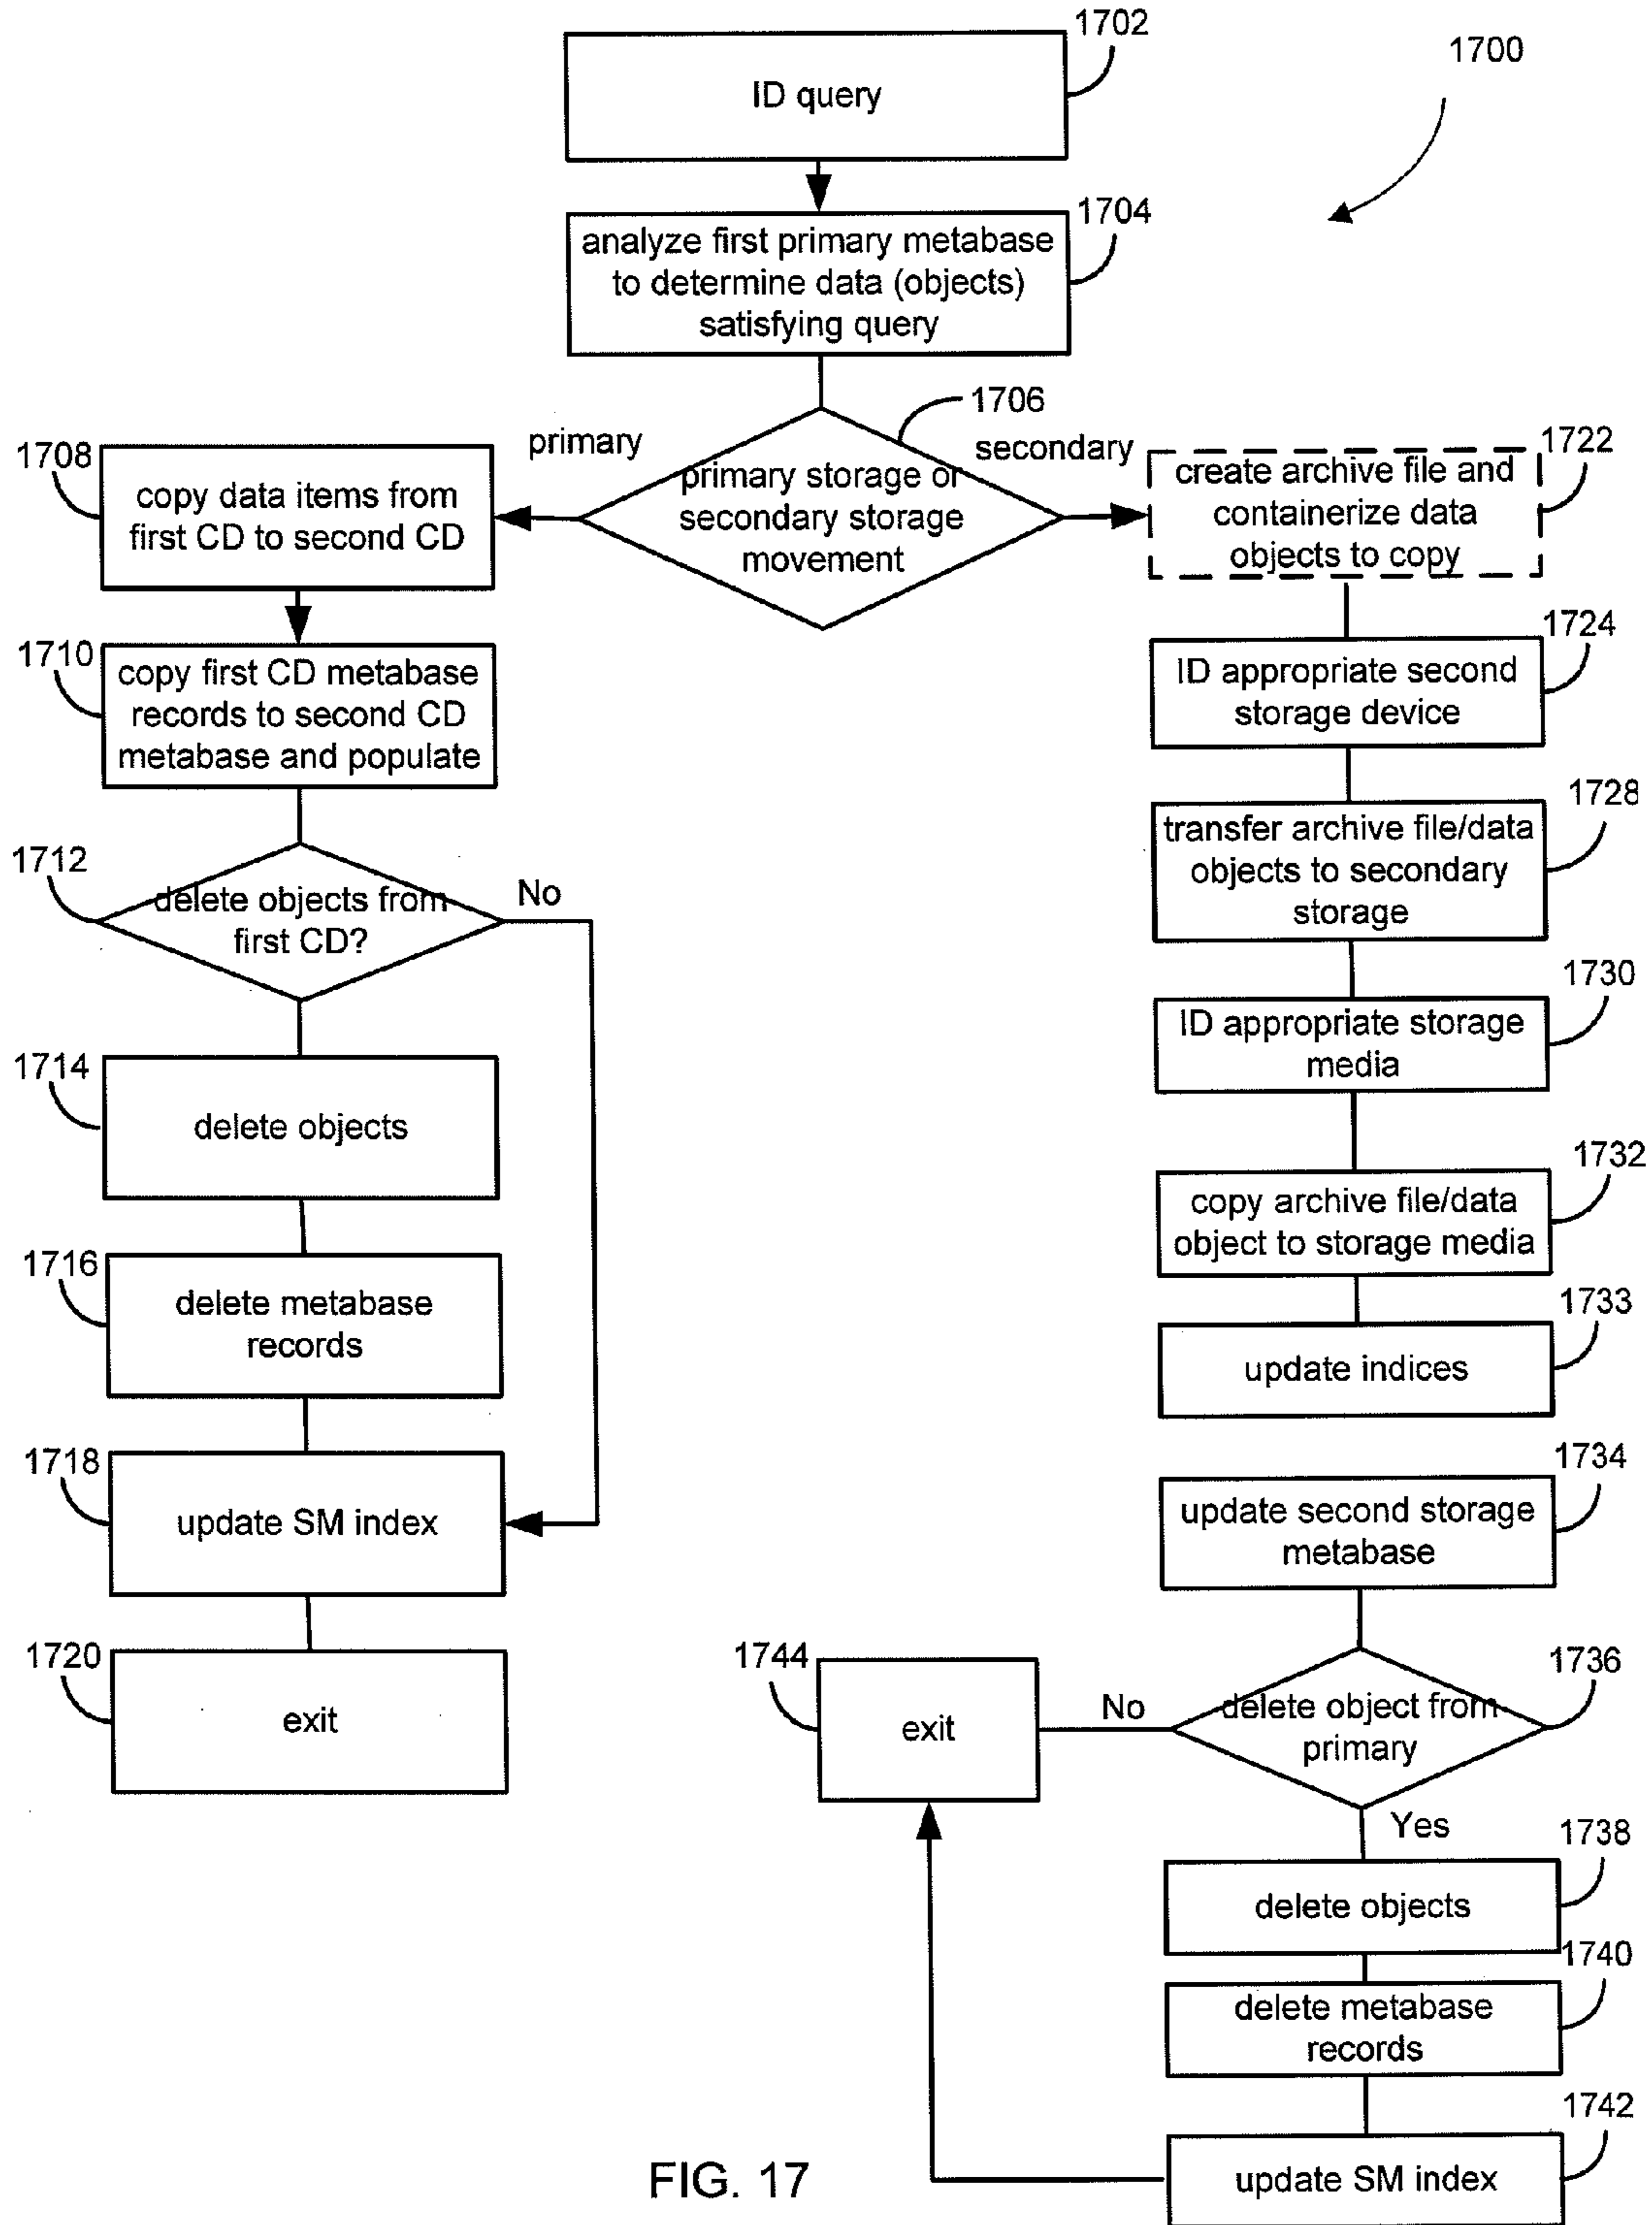 1702
ID query
1700
1704
analyze first primary metabase
to determine data (objects)
satisfying query
1706
primary
secondary
primary storage or
secondary storage
movement
1708
copy data items from
first CD to second CD
1710
copy first CD metabase
records to second CD
metabase and populate
1712
delete objects from
first CD?
No
1714
delete objects
1716
delete metabase
records
1718
update SM index
1720
exit
1722
create archive file and
containerize data
objects to copy
1724
ID appropriate second
storage device
1728
transfer archive file/data
objects to secondary
storage
1730
ID appropriate storage
media
1732
copy archive file/data
object to storage media
1733
update indices
1734
update second storage
metabase
1736
delete object from
primary
No
1744
exit
Yes
1738
delete objects
1740
delete metabase
records
1742
update SM index
FIG. 17